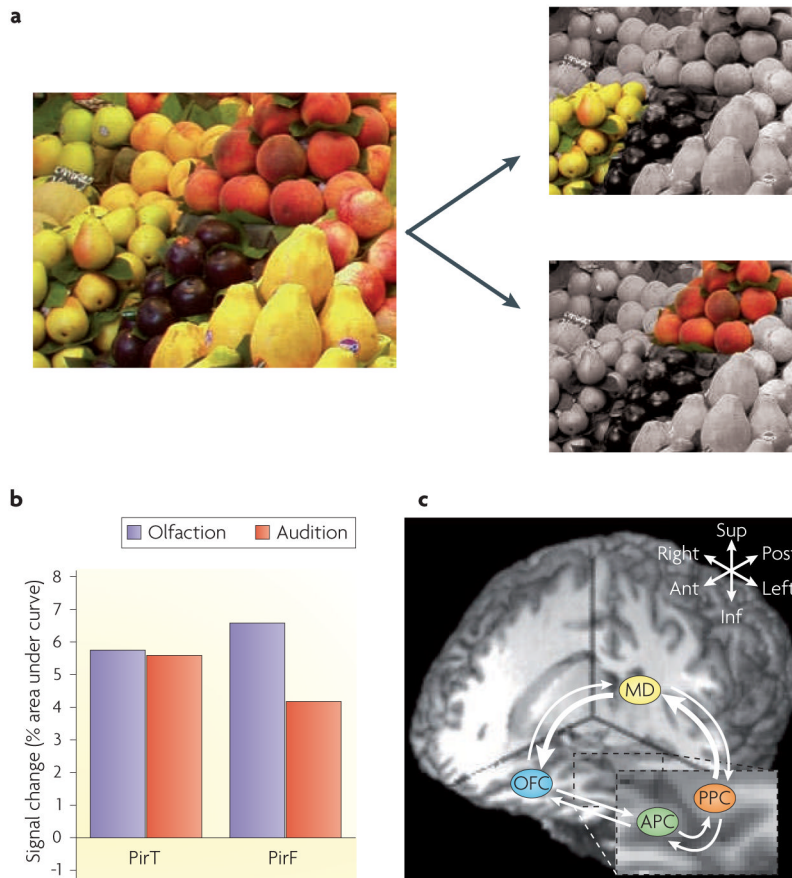 a
b
Olfaction
Audition
Signal change (% area under curve)
8
7
6
5
4
3
2
1
0
-1
PirT
PirF
c
Sup
Right
Post
Ant
Left
Inf
MD
OFC
PPC
APC